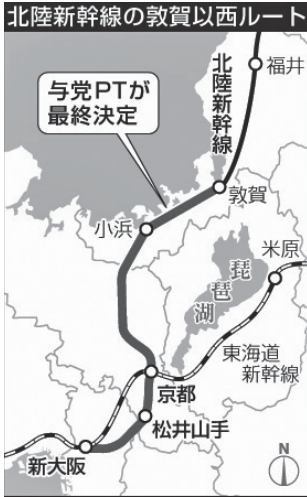 北陸新幹線の敦賀以西ルート
福井
北陸新幹線
与党PTが
最終決定
敦賀
小浜
米原
琵琶湖
東海道
新幹線
京都
松井山手
新大阪
N